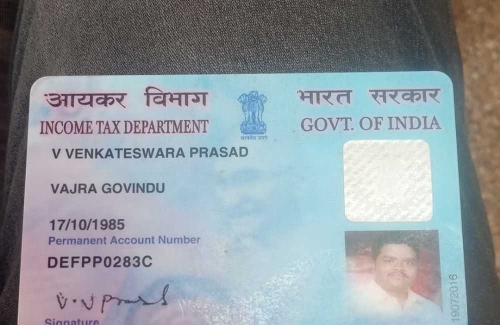 आयकर विभाग भारत सरकार
INCOME TAX DEPARTMENT GOVT. OF INDIA
V VENKATESWARA PRASAD
VAJRA GOVINDU
17/10/1985
Permanent Account Number
DEFPP0283C
V.V Prasad
Signature
19072016